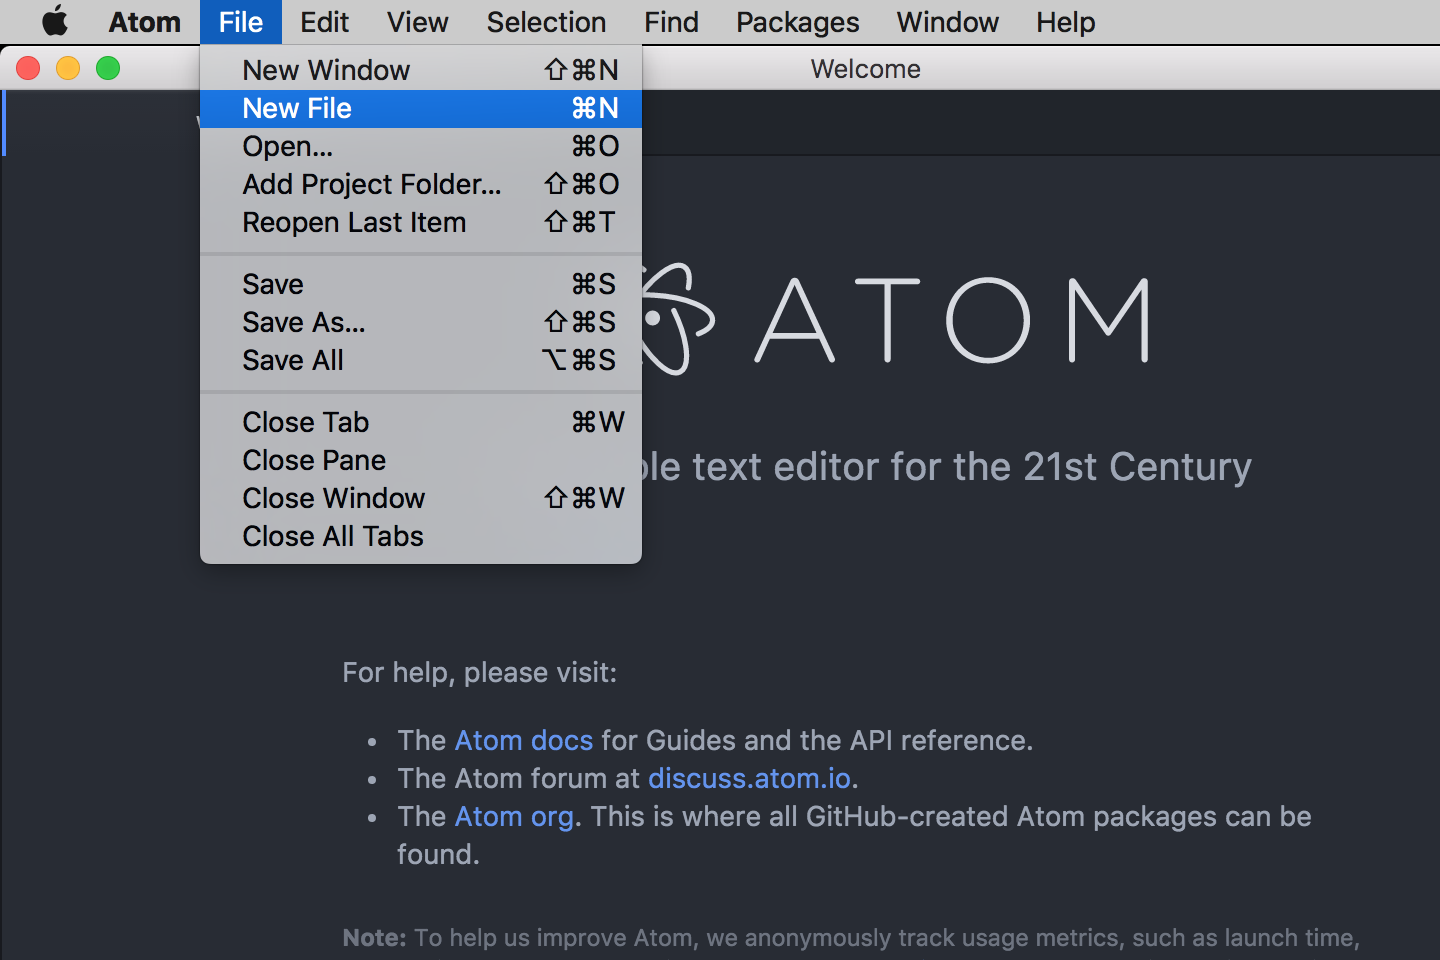 Atom File Edit View Selection Find Packages Window Help
Welcome
New Window ⇧⌘N
New File ⌘N
Open... ⌘O
Add Project Folder... ⇧⌘O
Reopen Last Item ⇧⌘T
Save ⌘S
Save As... ⇧⌘S
Save All ⌥⌘S
Close Tab ⌘W
Close Pane
Close Window ⇧⌘W
Close All Tabs
ATOM
text editor for the 21st Century
For help, please visit:
• The Atom docs for Guides and the API reference.
• The Atom forum at discuss.atom.io.
• The Atom org. This is where all GitHub-created Atom packages can be
found.
Note: To help us improve Atom, we anonymously track usage metrics, such as launch time,